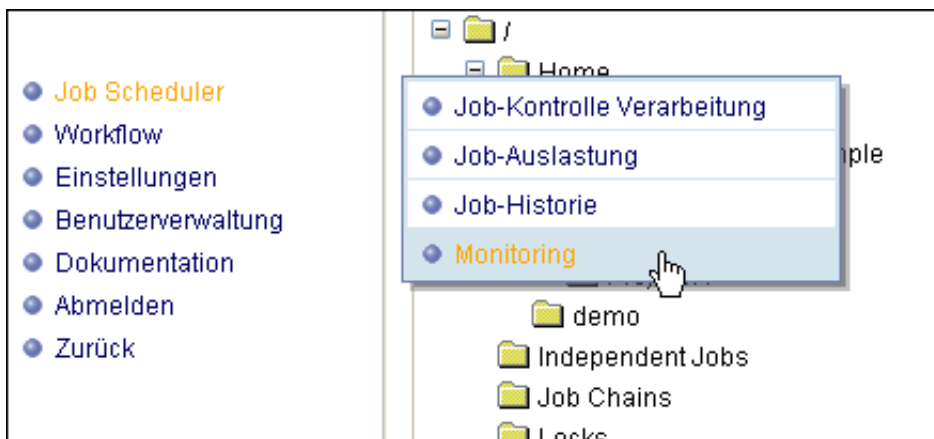 /
Home
Job Scheduler
Workflow
Einstellungen
Benutzerverwaltung
Dokumentation
Abmelden
Zurück
Job-Kontrolle Verarbeitung
Job-Auslastung
Job-Historie
Monitoring
demo
Independent Jobs
Job Chains
Locks